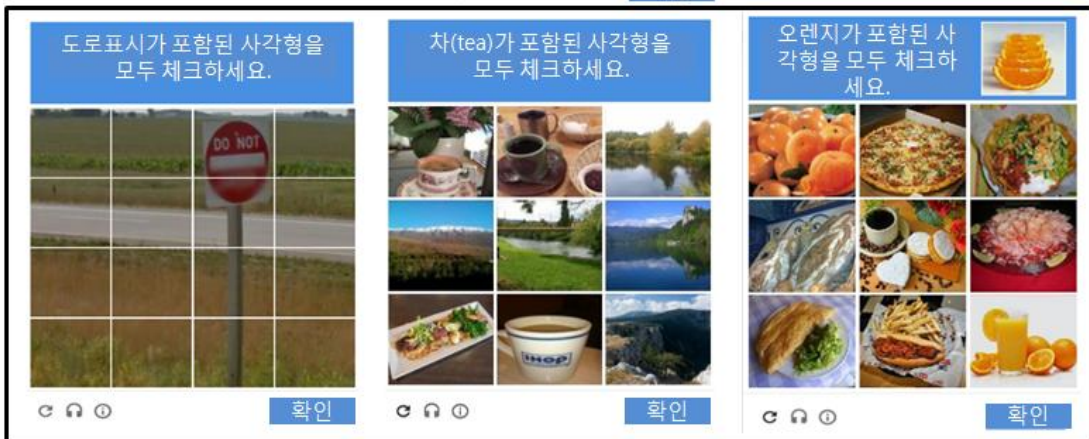 도로표시가 포함된 사각형을
모두 체크하세요.
DO NOT
확인
차(tea)가 포함된 사각형을
모두 체크하세요.
IHOP
확인
오렌지가 포함된 사
각형을 모두 체크하
세요.
확인